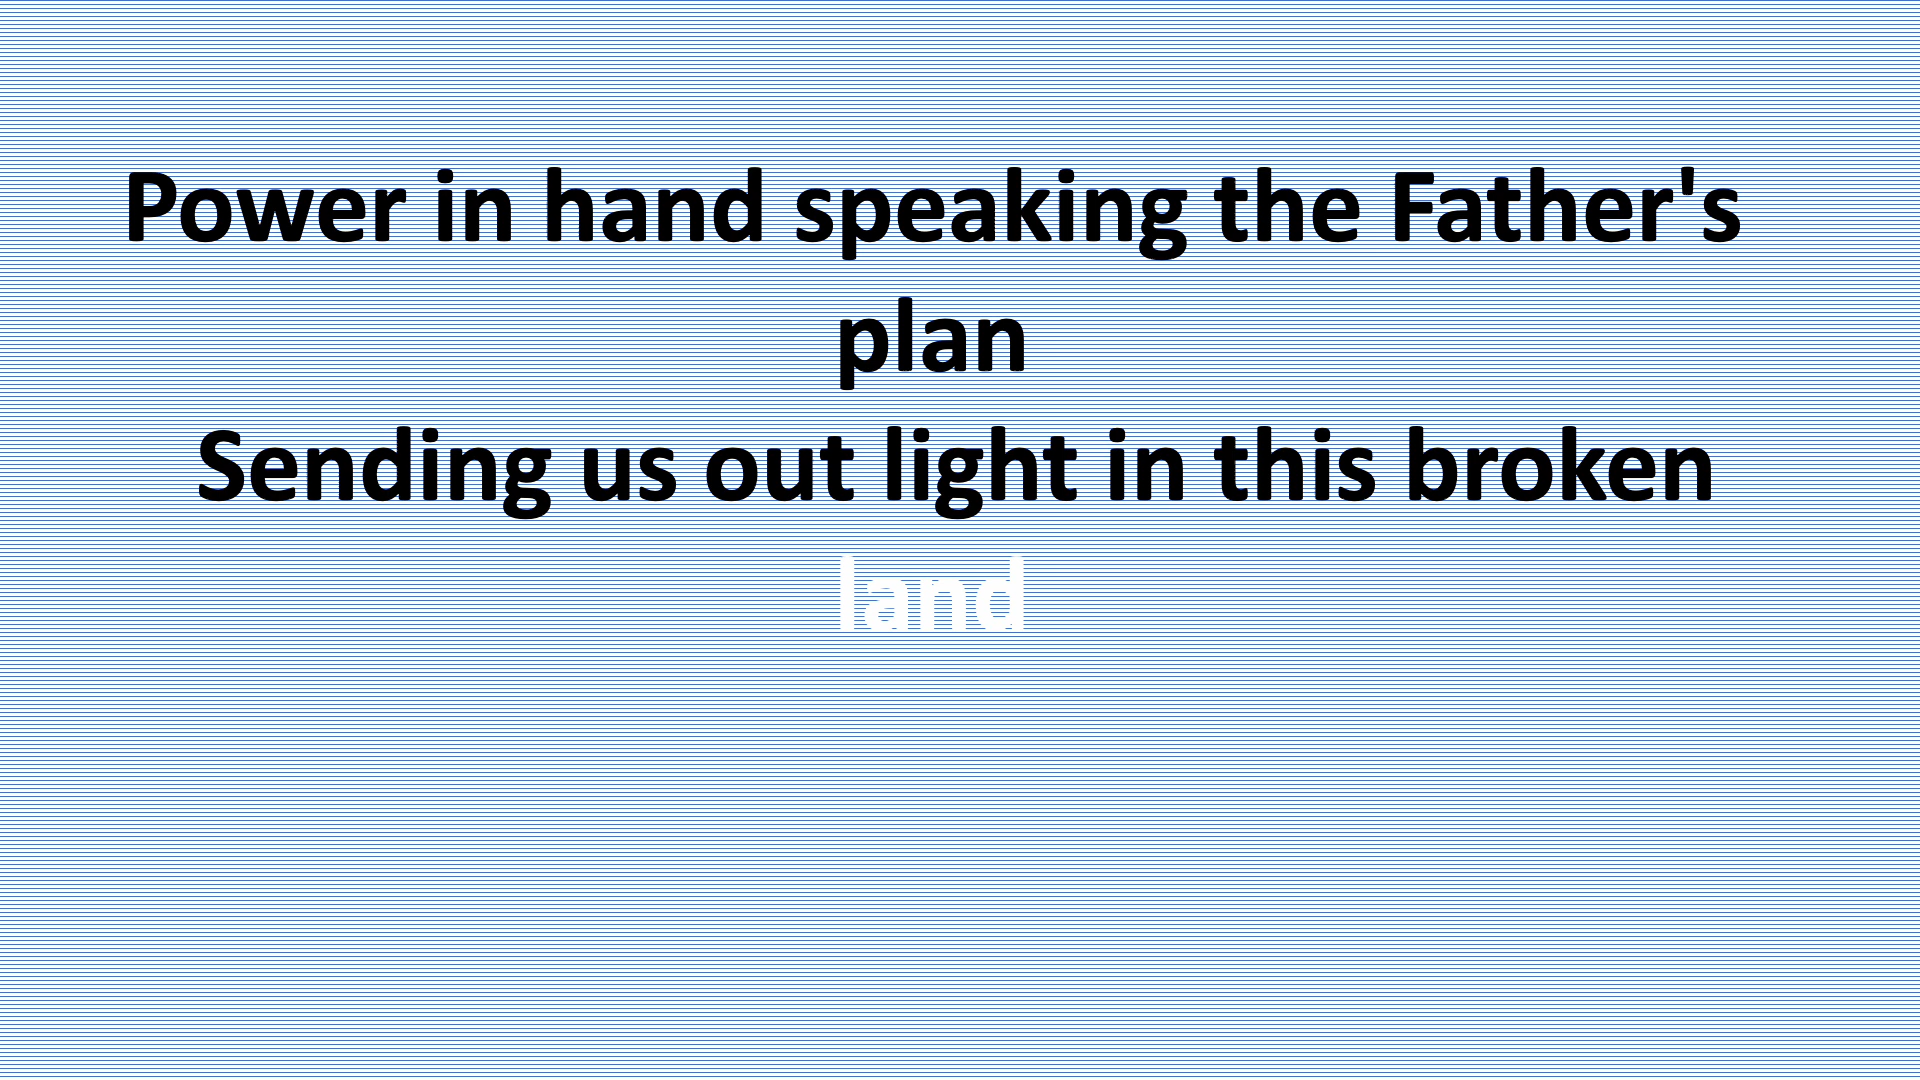 Power in hand speaking the Father's
plan
Sending us out light in this broken
land